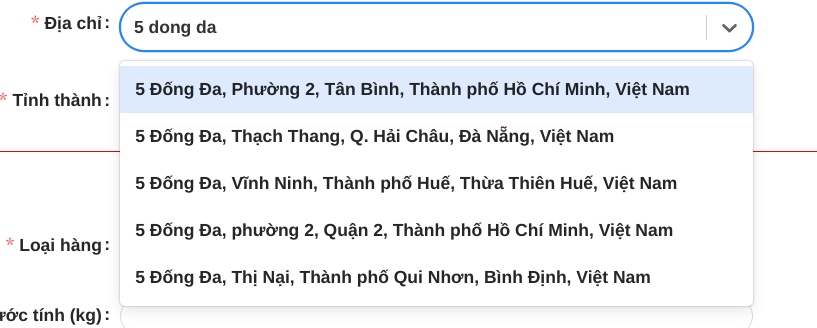 * Địa chỉ:
5 dong da
5 Đống Đa, Phường 2, Tân Bình, Thành phố Hồ Chí Minh, Việt Nam
* Tỉnh thành:
5 Đống Đa, Thạch Thang, Q. Hải Châu, Đà Nẵng, Việt Nam
5 Đống Đa, Vĩnh Ninh, Thành phố Huế, Thừa Thiên Huế, Việt Nam
5 Đống Đa, phường 2, Quận 2, Thành phố Hồ Chí Minh, Việt Nam
* Loại hàng:
5 Đống Đa, Thị Nại, Thành phố Qui Nhơn, Bình Định, Việt Nam
ước tính (kg):